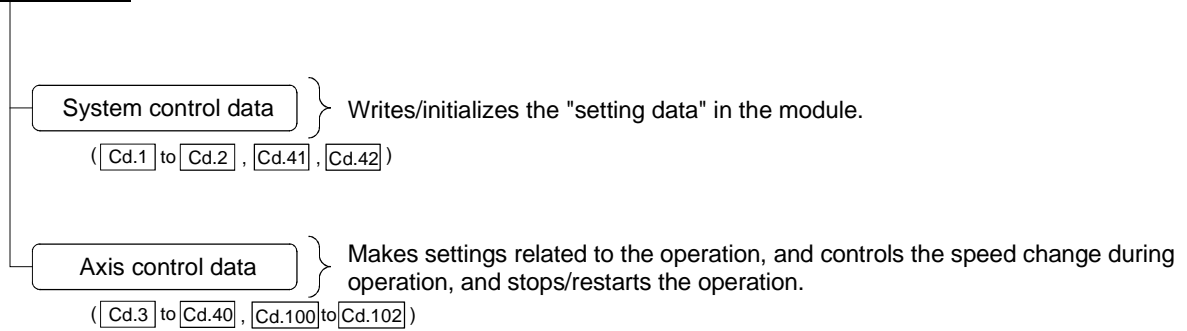 System control data Writes/initializes the "setting data" in the module.
( Cd.1 to Cd.2 , Cd.41 , Cd.42 )
Axis control data Makes settings related to the operation, and controls the speed change during
operation, and stops/restarts the operation.
( Cd.3 to Cd.40 , Cd.100 to Cd.102 )